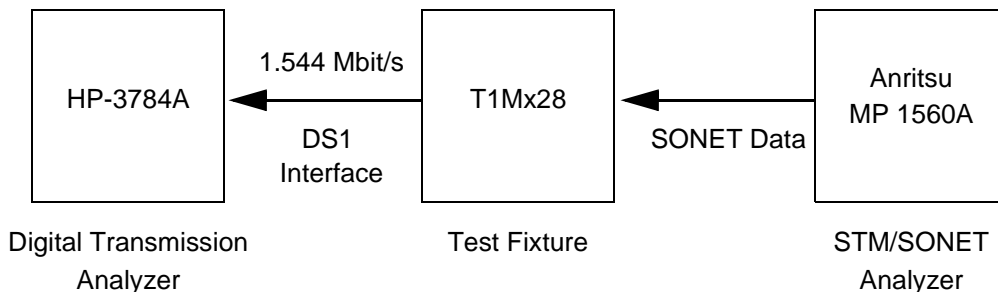 HP-3784A
1.544 Mbit/s
DS1
Interface
T1Mx28
SONET Data
Anritsu
MP 1560A
Digital Transmission
Analyzer
Test Fixture
STM/SONET
Analyzer